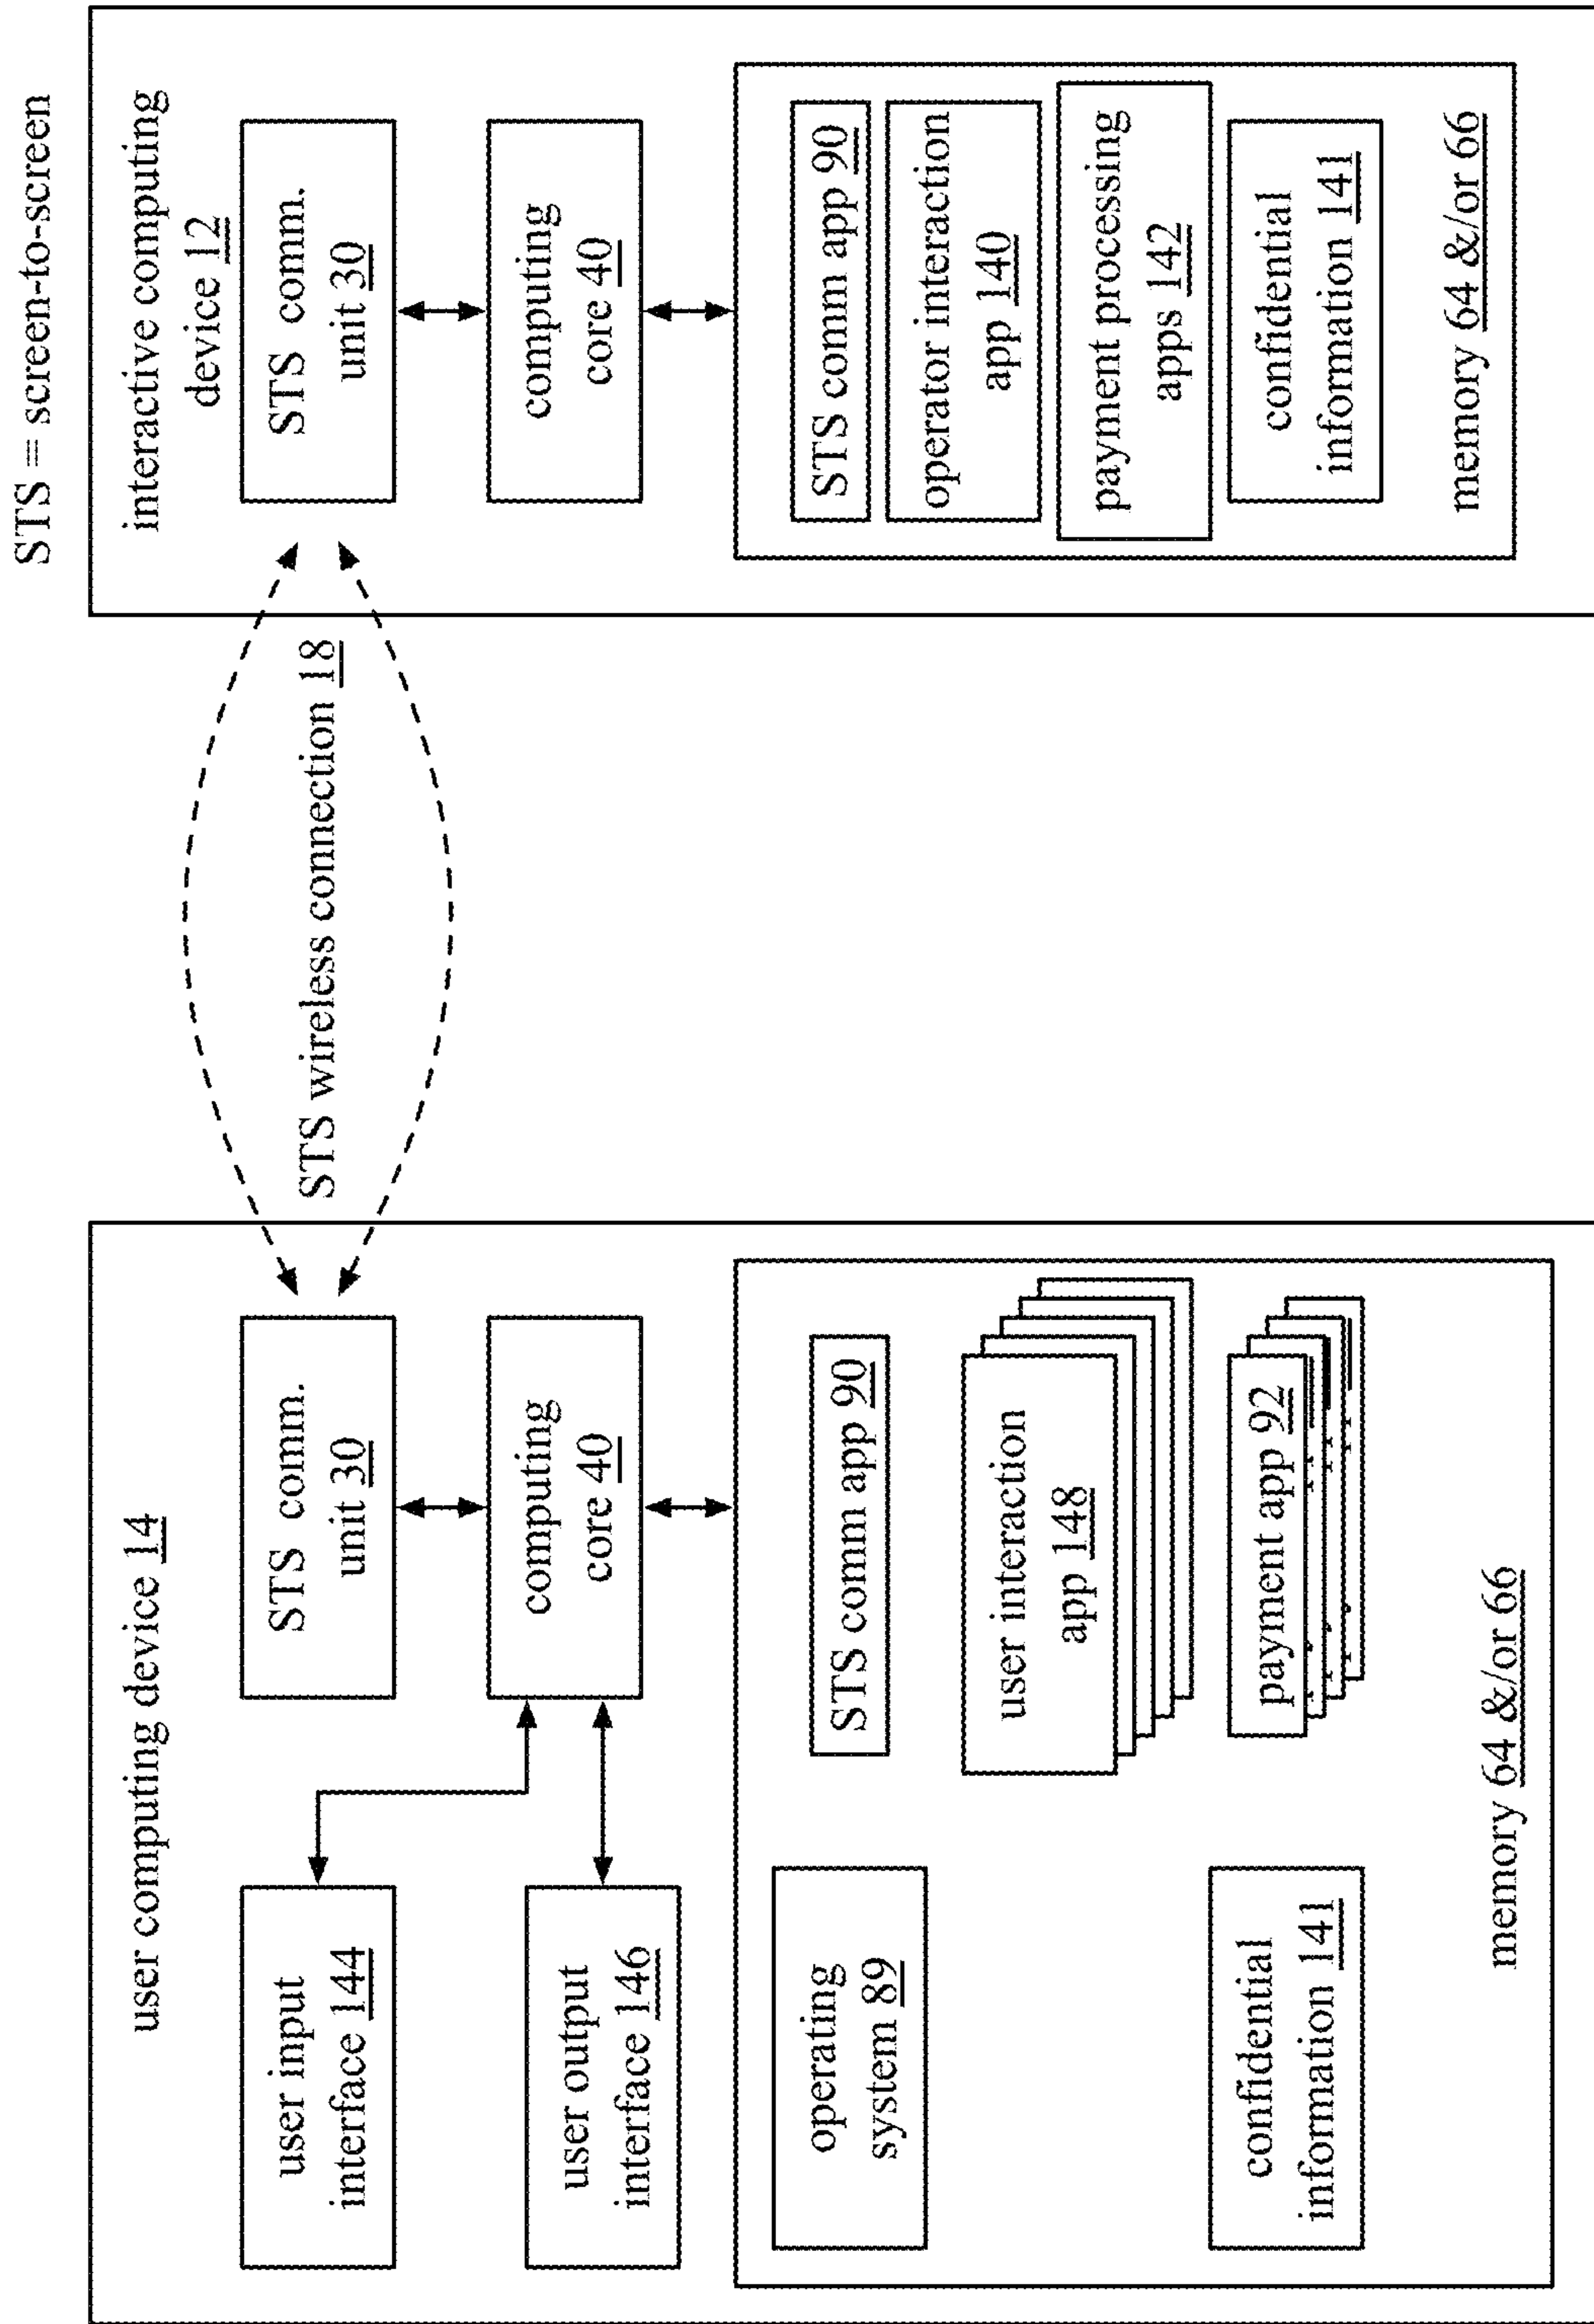 STS = screen-to-screen
user computing device 14
user input
interface 144
user output
interface 146
STS comm.
unit 30
computing
core 40
operating
system 89
STS comm app 90
user interaction
app 148
confidential
information 141
payment app 92
memory 64 &/or 66
STS wireless connection 18
interactive computing
device 12
STS comm.
unit 30
computing
core 40
STS comm app 90
operator interaction
app 140
payment processing
apps 142
confidential
information 141
memory 64 &/or 66